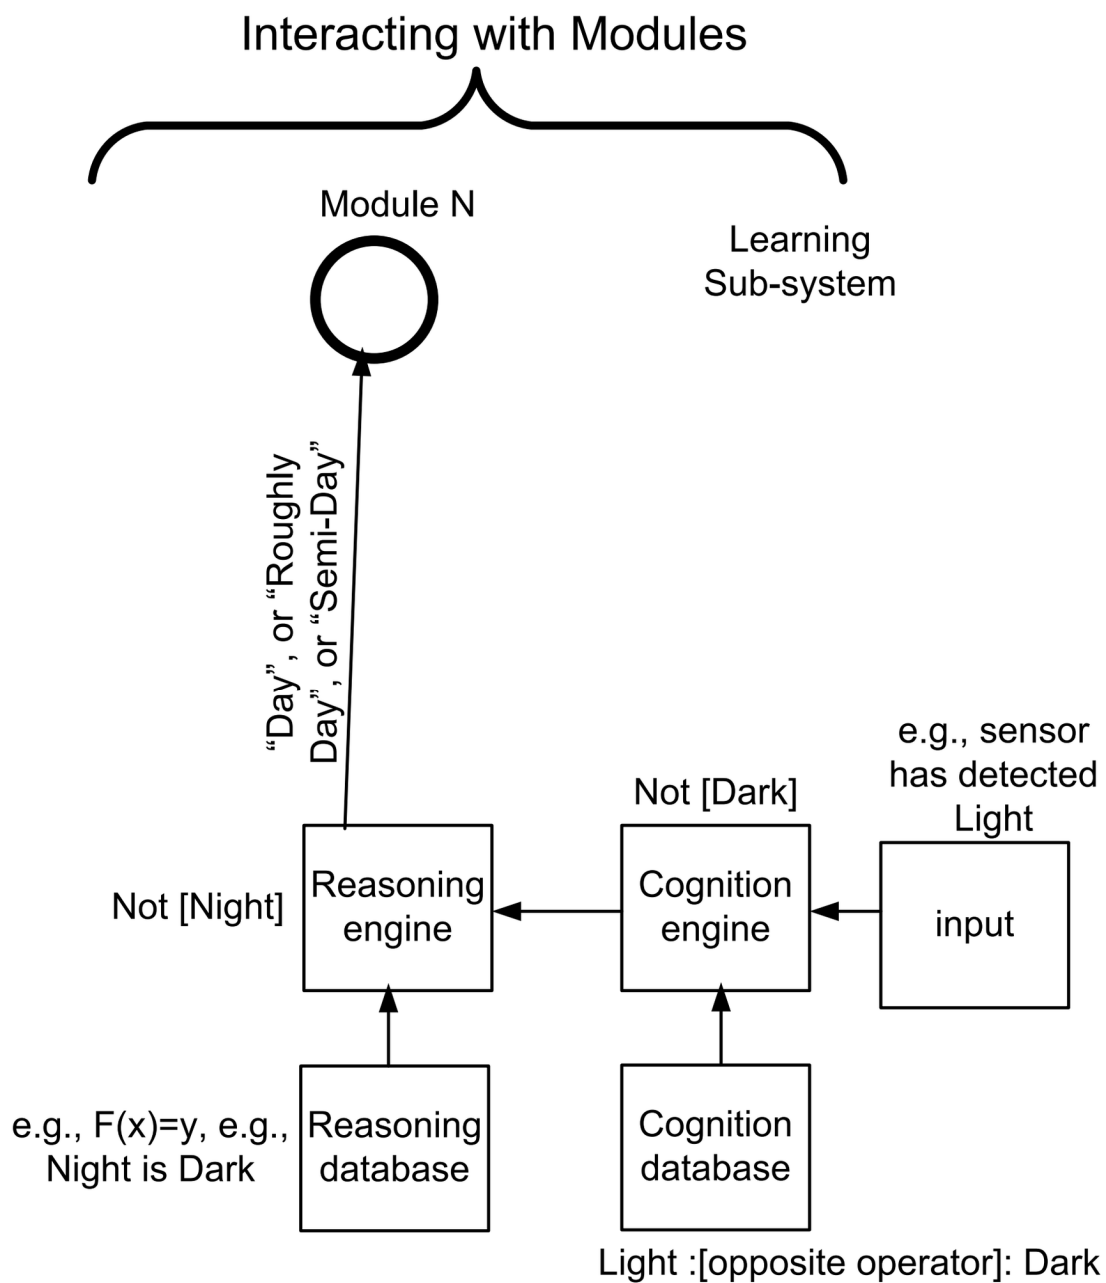 Interacting with Modules
Module N
Learning
Sub-system
“Day”, or “Roughly
Day”, or “Semi-Day”
e.g., sensor
has detected
Light
Not [Dark]
Not [Night]
Reasoning
engine
Cognition
engine
input
e.g., F(x)=y, e.g.,
Night is Dark
Reasoning
database
Cognition
database
Light :[opposite operator]: Dark